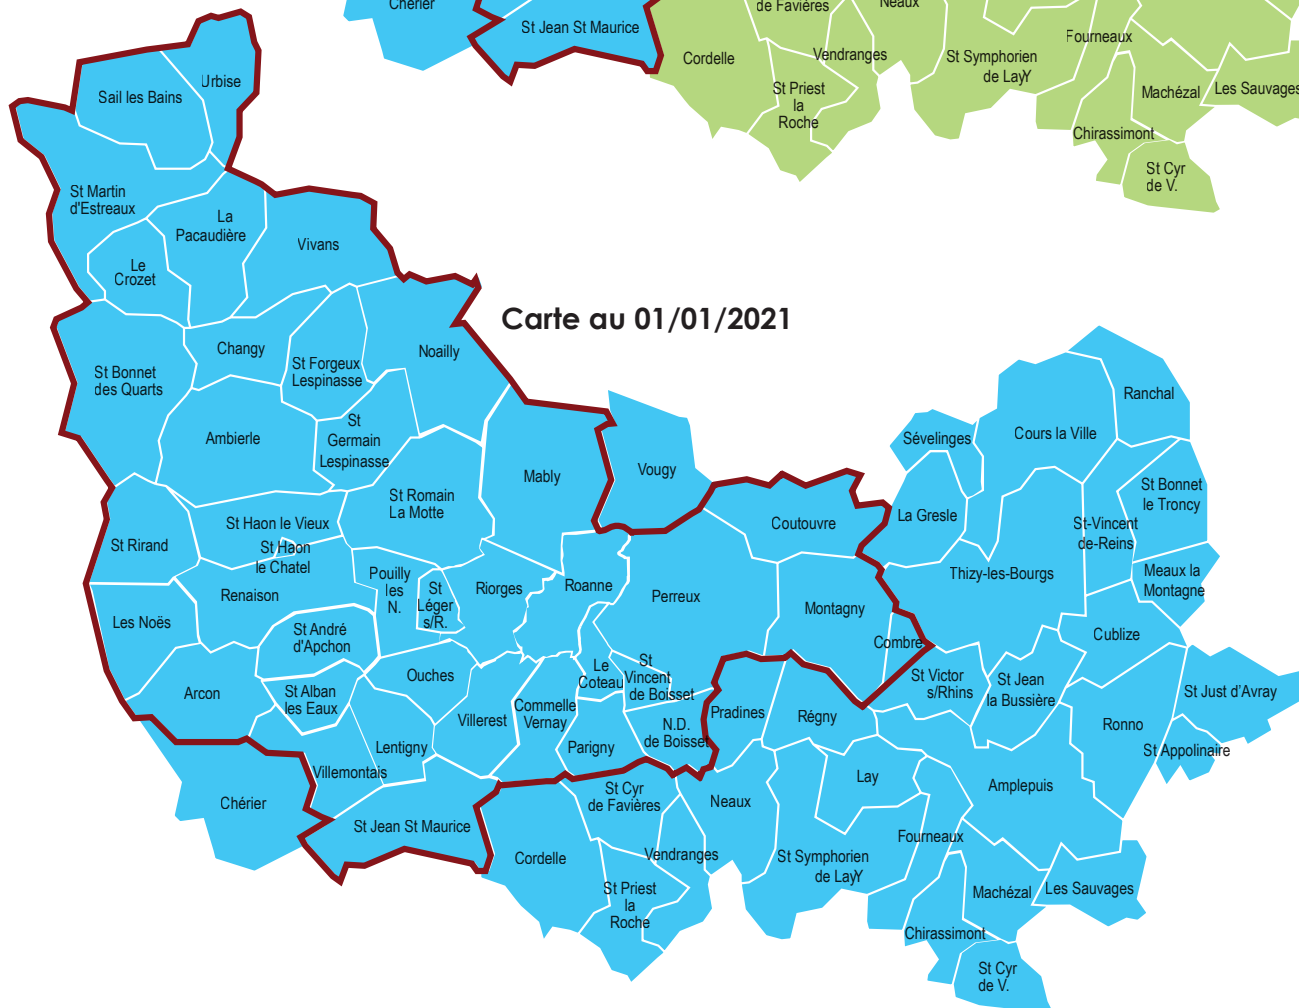 Chérier
St Jean St Maurice
de Favières
Neaux
Cordelle
Vendranges
St Priest
la
Roche
St Symphorien
de LayY
Fourneaux
Machézal
Les Sauvages
Chirassimont
St Cyr
de V.
Carte au 01/01/2021
Sail les Bains
Urbise
St Martin
d'Estreaux
La
Pacaudière
Vivans
Le
Crozet
Changy
St Forgeux
Lespinasse
Noailly
St Bonnet
des Quarts
Ambierle
St
Germain
Lespinasse
Mably
Vougy
St Romain
La Motte
St Haon le Vieux
St Haon
le Chatel
St Rirand
Renaison
Pouilly
les
N.
St
Léger
s/R.
Riorges
Roanne
Perreux
Coutouvre
Montagny
Combre
Les Noës
St André
d'Apchon
Arcon
St Alban
les Eaux
Ouches
Villerest
Commelle
Vernay
Le
Coteau
St
Vincent
de Boisset
N.D.
de Boisset
Parigny
Lentigny
Villemontais
Chérier
St Jean St Maurice
Pradines
Régny
St Victor
s/Rhins
St Jean
la Bussière
Sévelinges
Cours la Ville
Ranchal
La Gresle
St-Vincent
de-Reins
St Bonnet
le Troncy
Thizy-les-Bourgs
Meaux la
Montagne
Cublize
St Just d'Avray
Ronno
St Appolinaire
Amplepuis
Lay
Neaux
St Cyr
de Favières
Cordelle
Vendranges
St Priest
la
Roche
St Symphorien
de LayY
Fourneaux
Machézal
Les Sauvages
Chirassimont
St Cyr
de V.